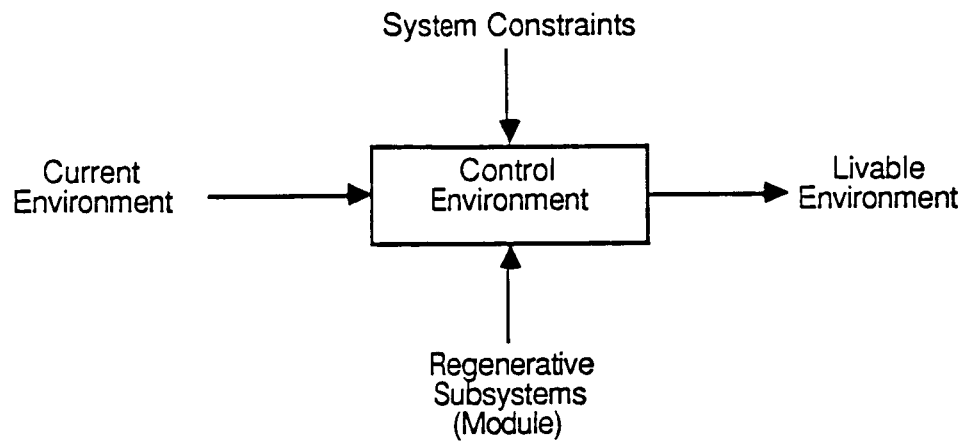 System Constraints
Current
Environment
Control
Environment
Livable
Environment
Regenerative
Subsystems
(Module)